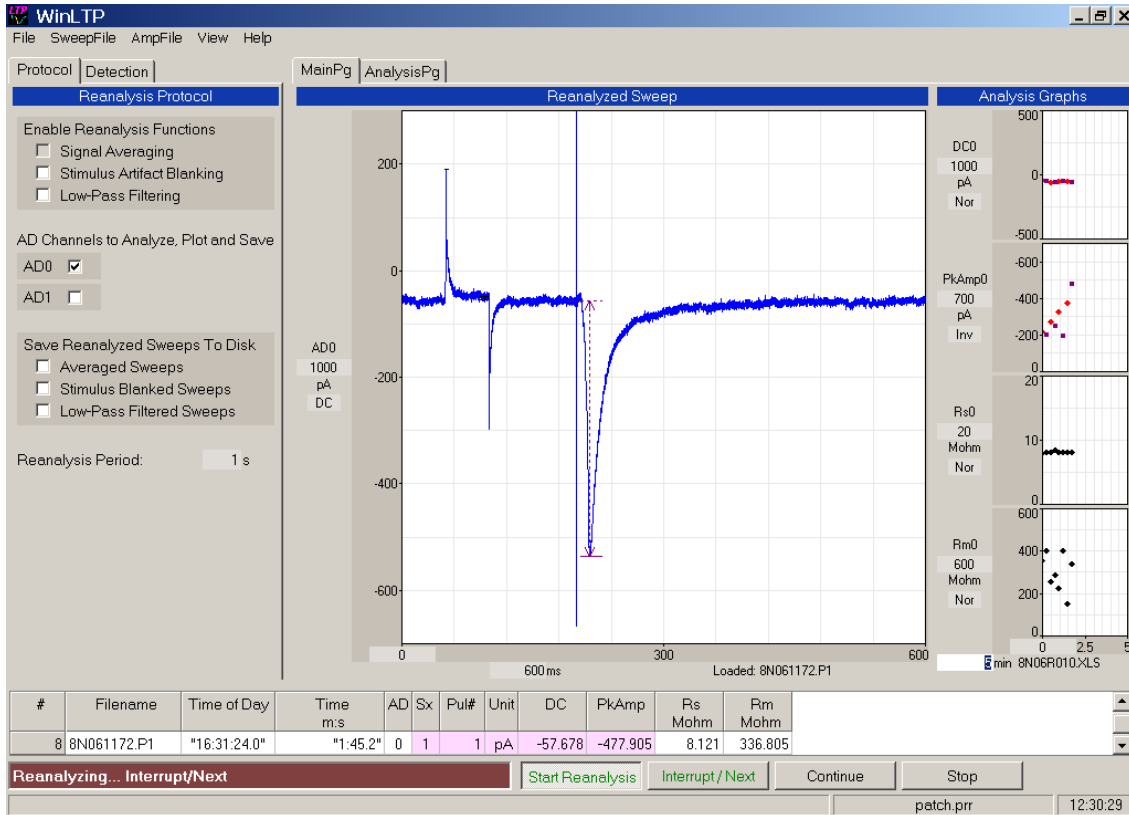 WinLTP
File SweepFile AmpFile View Help
Protocol Detection MainPg AnalysisPg
Reanalysis Protocol
Enable Reanalysis Functions
Signal Averaging
Stimulus Artifact Blanking
Low-Pass Filtering
AD Channels to Analyze, Plot and Save
AD0
AD1
Save Reanalyzed Sweeps To Disk
Averaged Sweeps
Stimulus Blanked Sweeps
Low-Pass Filtered Sweeps
Reanalysis Period: 1 s
Reanalyzed Sweep
AD0
1000
pA
DC
200
0
-200
-400
-600
0 300 600
600 ms Loaded: 8N061172.P1
Analysis Graphs
DC0
1000
pA
Nor
500
0
-500
PkAmp0
700
pA
Inv
-600
-400
-200
0
Rs0
20
Mohm
Nor
20
10
0
Rm0
600
Mohm
Nor
600
400
200
0
0 2.5 5
5 min 8N06R010.XLS
# Filename Time of Day Time m:s AD Sx Pul# Unit DC PkAmp Rs Mohm Rm Mohm
8 8N061172.P1 "16:31:24.0" "1:45.2" 0 1 1 pA -57.678 -477.905 8.121 336.805
Reanalyzing... Interrupt/Next Start Reanalysis Interrupt / Next Continue Stop
patch.prr 12:30:29